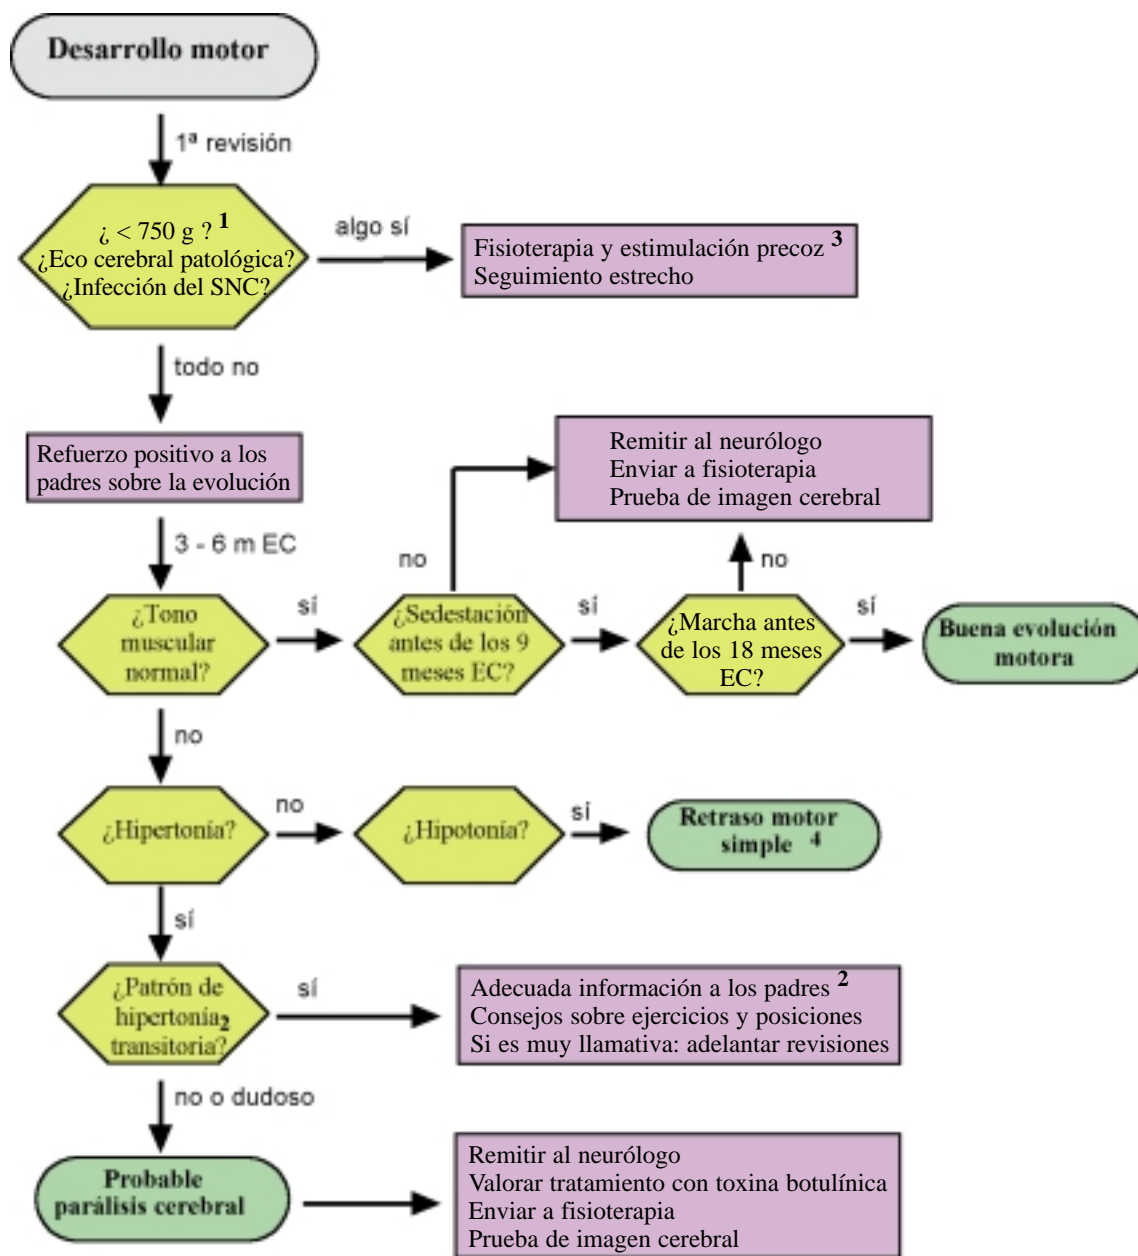 Desarrollo motor
1ª revisión
¿ < 750 g ? 1
¿Eco cerebral patológica?
¿Infección del SNC?
algo sí
Fisioterapia y estimulación precoz 3
Seguimiento estrecho
todo no
Refuerzo positivo a los
padres sobre la evolución
Remitir al neurólogo
Enviar a fisioterapia
Prueba de imagen cerebral
3 - 6 m EC
no
no
¿Tono
muscular
normal?
sí
¿Sedestación
antes de los 9
meses EC?
sí
¿Marcha antes
de los 18 meses
EC?
sí
Buena evolución
motora
no
¿Hipertonía?
no
¿Hipotonía?
sí
Retraso motor
simple 4
sí
¿Patrón de
hipertonía2
transitoria?
sí
Adecuada información a los padres 2
Consejos sobre ejercicios y posiciones
Si es muy llamativa: adelantar revisiones
no o dudoso
Probable
parálisis cerebral
Remitir al neurólogo
Valorar tratamiento con toxina botulínica
Enviar a fisioterapia
Prueba de imagen cerebral